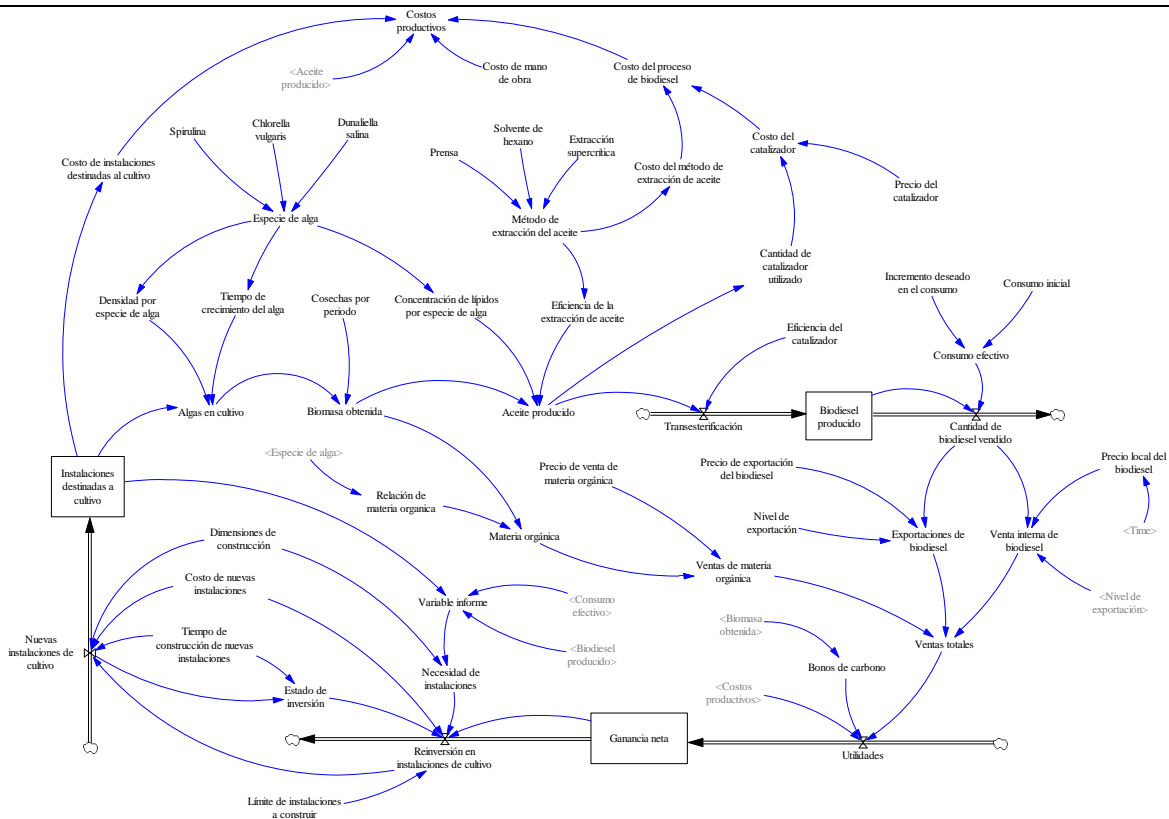 Costos
productivos
<Aceite
producido>
Costo de mano
de obra
Costo del proceso
de biodiesel
Spirulina
Chlorella
vulgaris
Dunaliella
salina
Solvente de
hexano
Extracción
supercrítica
Prensa
Costo del
catalizador
Costo de instalaciones
destinadas al cultivo
Costo del método de
extracción de aceite
Precio del
catalizador
Especie de alga
Método de
extracción del aceite
Cantidad de
catalizador
utilizado
Incremento deseado
en el consumo
Consumo inicial
Densidad por
especie de alga
Tiempo de
crecimiento del alga
Cosechas por
periodo
Concentración de lípidos
por especie de alga
Eficiencia de la
extracción de aceite
Eficiencia del
catalizador
Consumo efectivo
Algas en cultivo
Biomasa obtenida
Aceite producido
Transesterificación
Biodiesel
producido
Cantidad de
biodiesel vendido
Instalaciones
destinadas a
cultivo
<Especie de alga>
Relación de
materia organica
Precio de venta de
materia orgánica
Precio de exportación
del biodiesel
Precio local del
biodiesel
Nivel de
exportación
Materia orgánica
Exportaciones de
biodiesel
Venta interna de
biodiesel
<Time>
Dimensiones de
construcción
Ventas de materia
orgánica
Costo de nuevas
instalaciones
Variable informe
<Consumo
efectivo>
<Nivel de
exportación>
Nuevas
instalaciones de
cultivo
Tiempo de
construcción de nuevas
instalaciones
<Biodiesel
producido>
<Biomasa
obtenida>
Ventas totales
Estado de
inversión
Necesidad de
instalaciones
Bonos de carbono
<Costos
productivos>
Reinversión en
instalaciones de cultivo
Ganancia neta
Utilidades
Límite de instalaciones
a construir